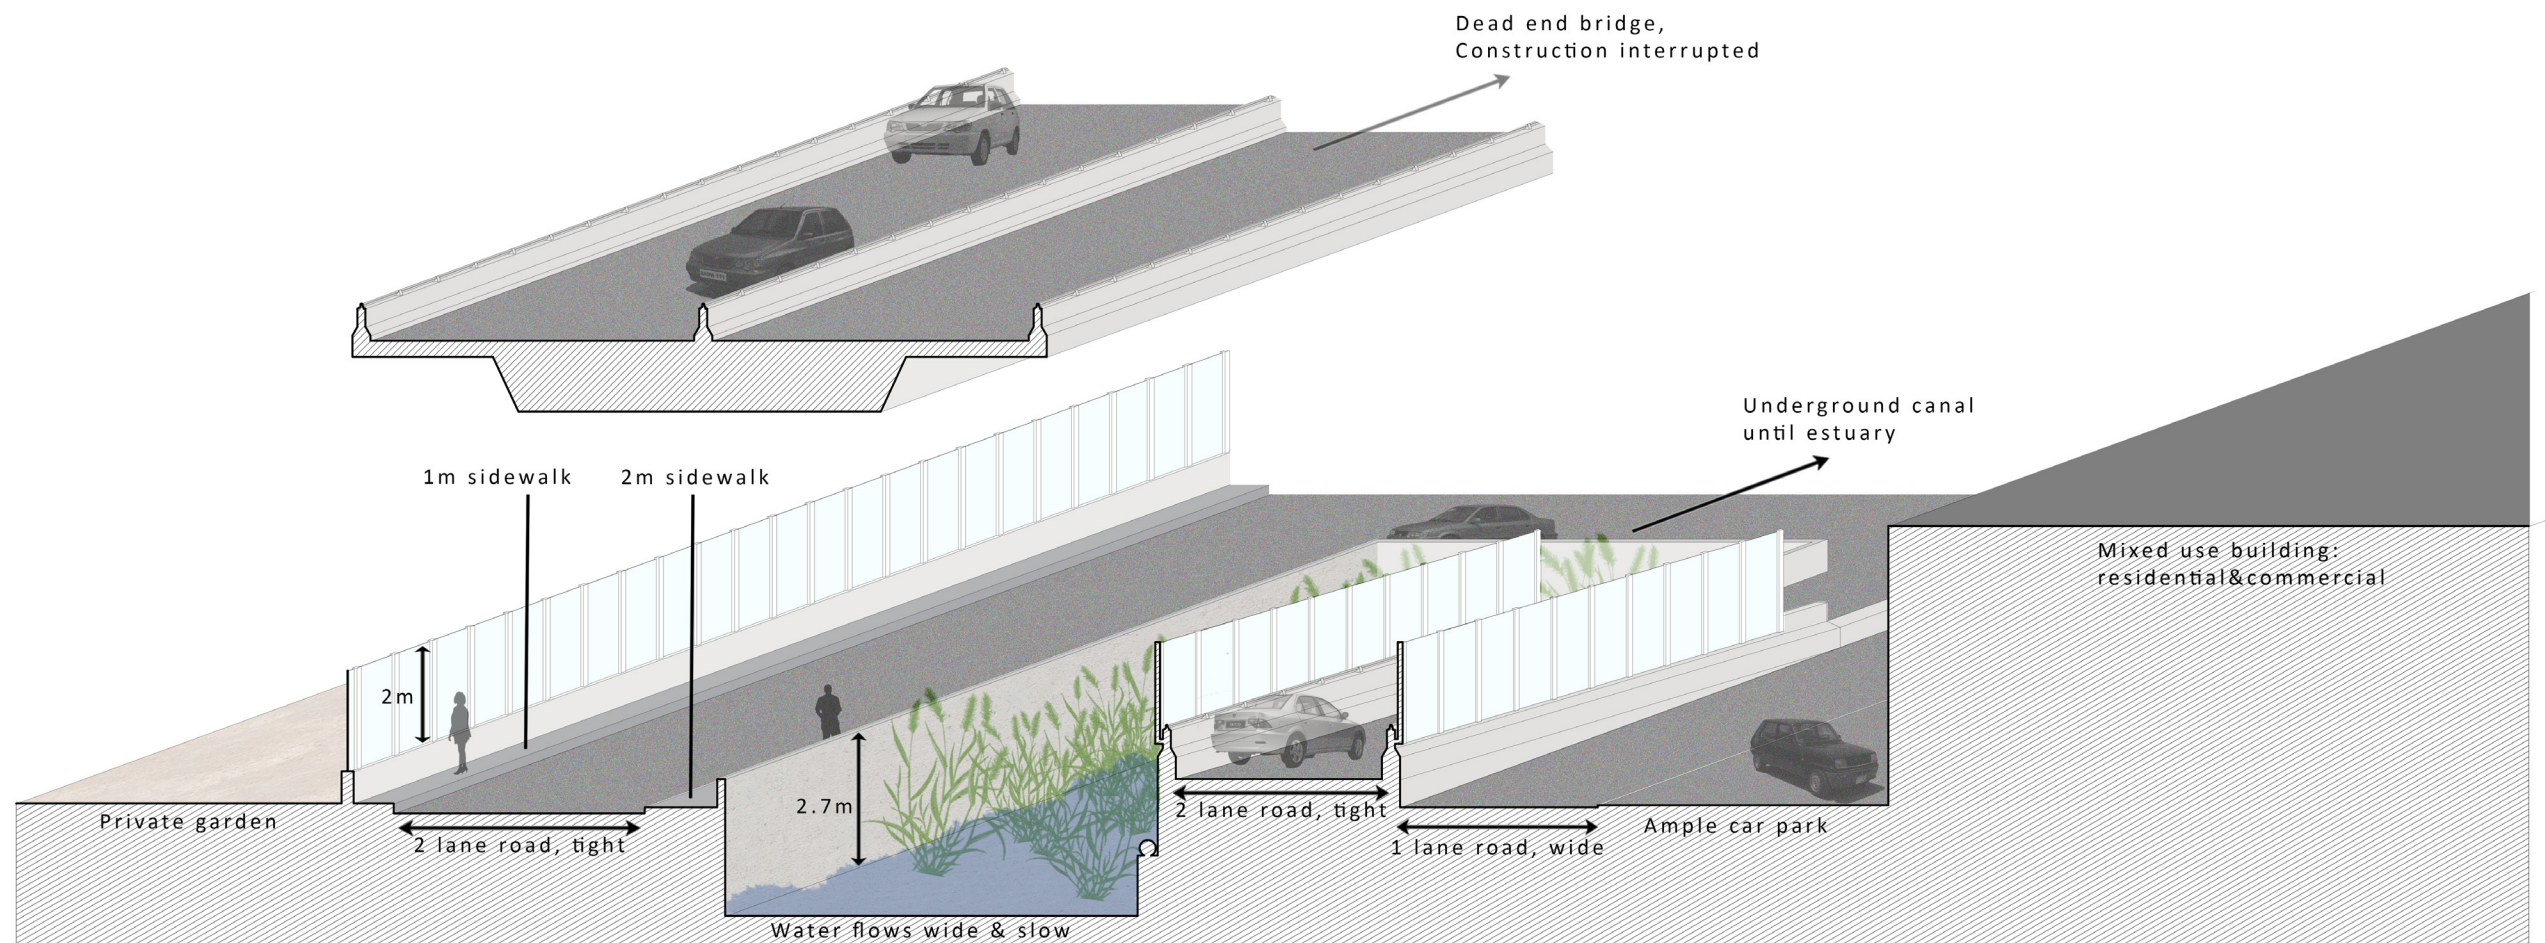 Dead end bridge,
Construction interrupted
Underground canal
until estuary
1m sidewalk
2m sidewalk
Mixed use building:
residential&commercial
2m
2.7m
Private garden
2 lane road, tight
2 lane road, tight
1 lane road, wide
Ample car park
Water flows wide & slow